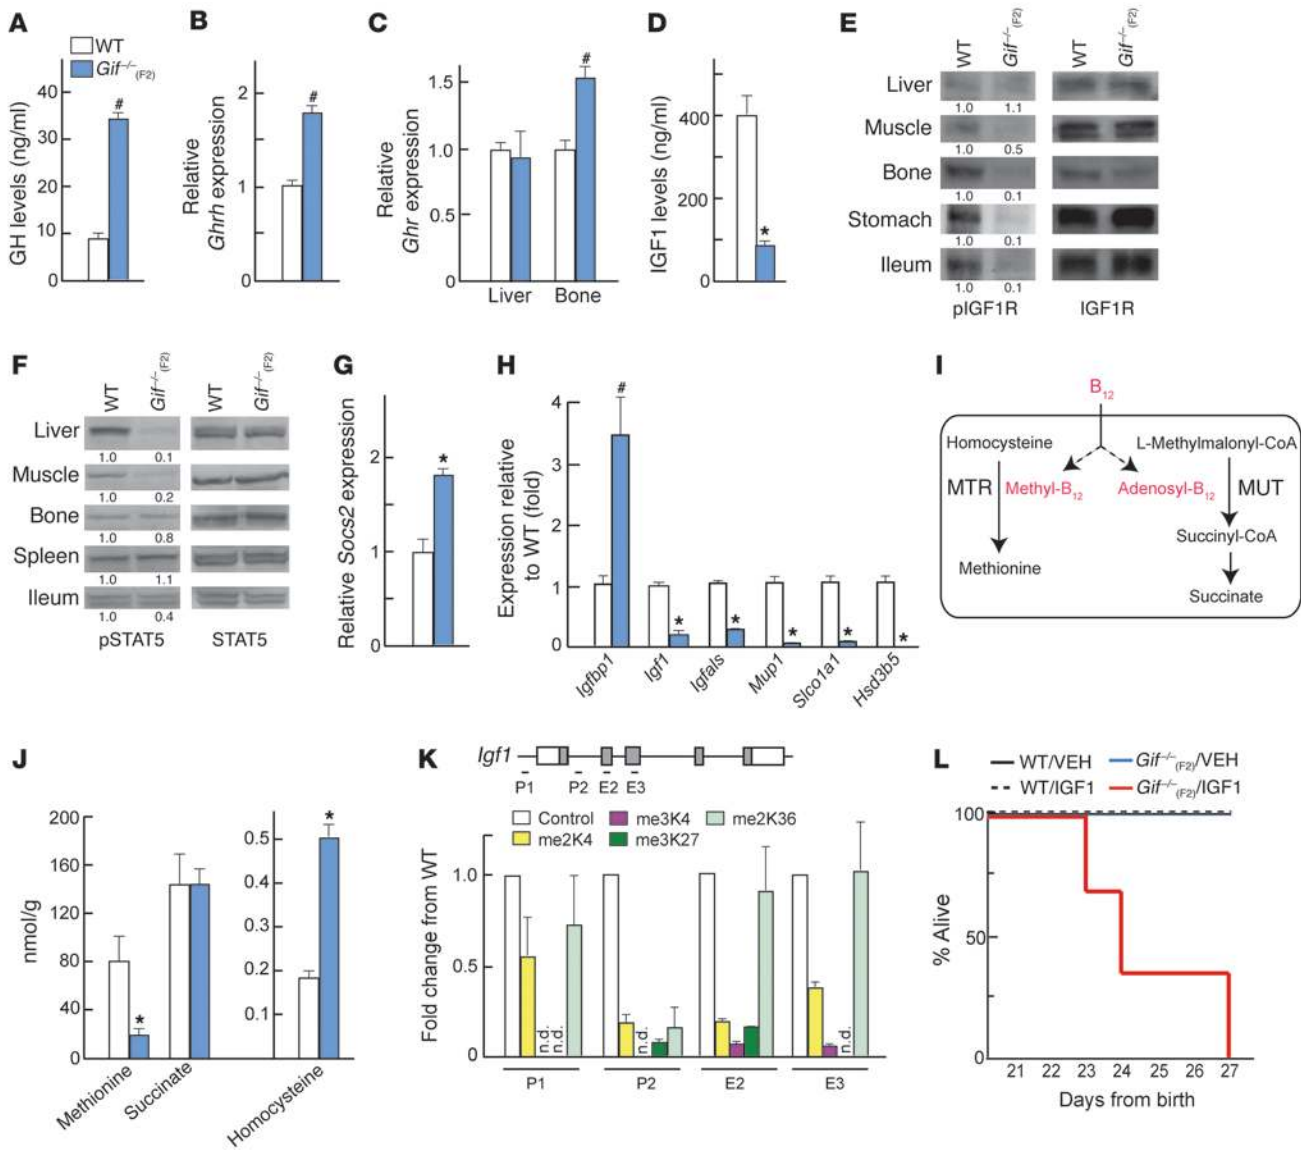 A
WT
Gif−/−(F2)
GH levels (ng/ml)
40
30
20
10
0
#
B
Relative
Ghrh expression
2
1
0
#
C
Relative
Ghr expression
1.5
1.0
0.5
0
#
Liver
Bone
D
IGF1 levels (ng/ml)
400
200
0
*
E
WT
Gif−/−(F2)
WT
Gif−/−(F2)
Liver
1.0 1.1
Muscle
1.0 0.5
Bone
1.0 0.1
Stomach
1.0 0.1
Ileum
1.0 0.1
pIGF1R
IGF1R
F
WT
Gif−/−(F2)
WT
Gif−/−(F2)
Liver
1.0 0.1
Muscle
1.0 0.2
Bone
1.0 0.8
Spleen
1.0 1.1
Ileum
1.0 0.4
pSTAT5
STAT5
G
Relative Socs2 expression
2
1
0
*
H
Expression relative
to WT (fold)
4
3
2
1
0
#
* * * * *
Igfbp1
Igf1
Igfals
Mup1
Slco1a1
Hsd3b5
I
B12
Homocysteine
L-Methylmalonyl-CoA
MTR
Methyl-B12
Adenosyl-B12
MUT
Succinyl-CoA
Methionine
Succinate
J
nmol/g
200
160
120
80
40
0
*
0.5
0.4
0.3
0.2
0.1
*
Methionine
Succinate
Homocysteine
K
Igf1
P1 P2 E2 E3
Control
me3K4
me2K36
me2K4
me3K27
Fold change from WT
1.0
0.5
0
n.d.
n.d.
n.d.
n.d.
P1 P2 E2 E3
L
WT/VEH
Gif−/−(F2)/VEH
WT/IGF1
Gif−/−(F2)/IGF1
% Alive
100
50
0
21 22 23 24 25 26 27
Days from birth